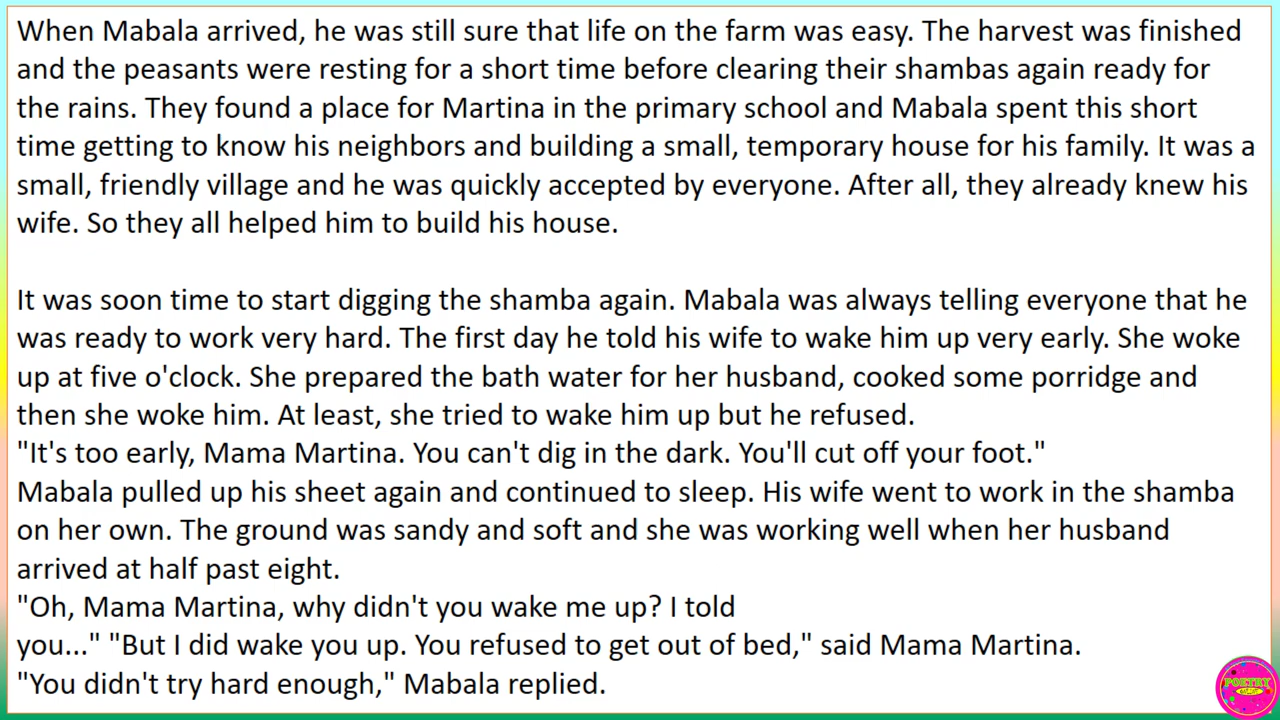 When Mabala arrived, he was still sure that life on the farm was easy. The harvest was finished
and the peasants were resting for a short time before clearing their shambas again ready for
the rains. They found a place for Martina in the primary school and Mabala spent this short
time getting to know his neighbors and building a small, temporary house for his family. It was a
small, friendly village and he was quickly accepted by everyone. After all, they already knew his
wife. So they all helped him to build his house.
It was soon time to start digging the shamba again. Mabala was always telling everyone that he
was ready to work very hard. The first day he told his wife to wake him up very early. She woke
up at five o'clock. She prepared the bath water for her husband, cooked some porridge and
then she woke him. At least, she tried to wake him up but he refused.
"It's too early, Mama Martina. You can't dig in the dark. You'll cut off your foot."
Mabala pulled up his sheet again and continued to sleep. His wife went to work in the shamba
on her own. The ground was sandy and soft and she was working well when her husband
arrived at half past eight.
"Oh, Mama Martina, why didn't you wake me up? I told
you..." "But I did wake you up. You refused to get out of bed," said Mama Martina.
"You didn't try hard enough," Mabala replied.
POETRY